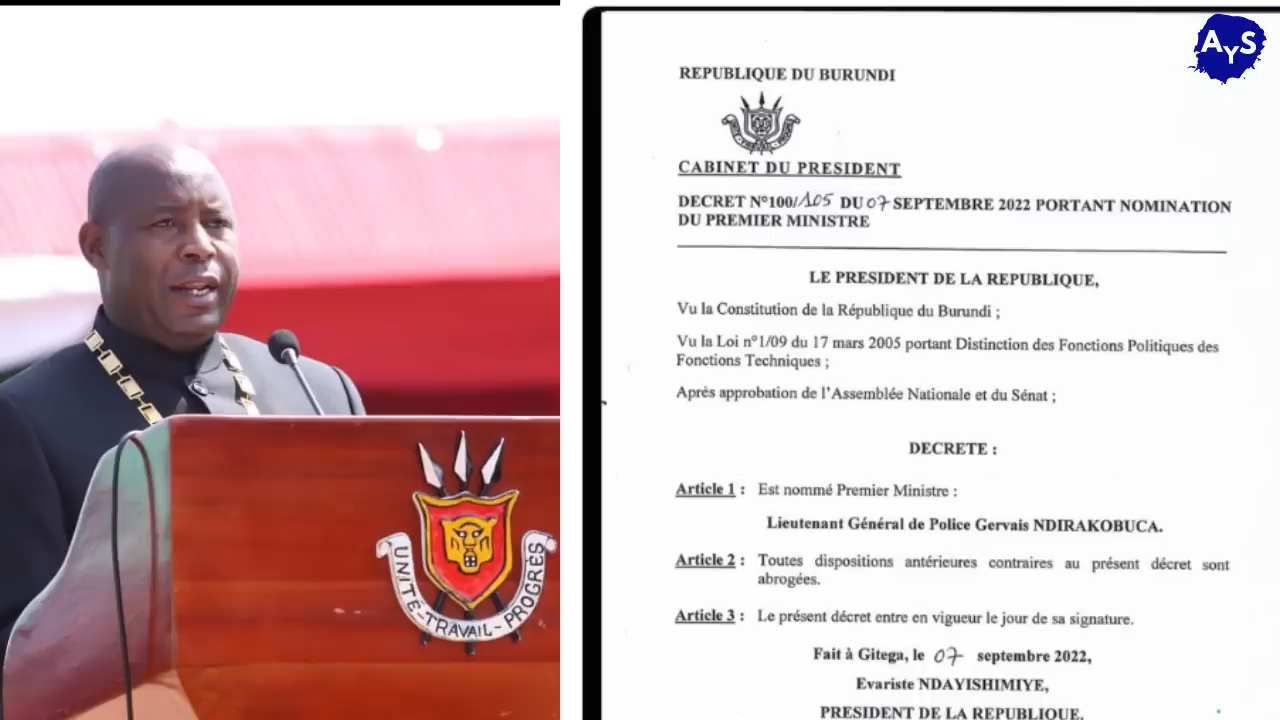 UNITE-TRAVAIL-PROGRES
AYS
REPUBLIQUE DU BURUNDI
UNITE-TRAVAIL-PROGRES
CABINET DU PRESIDENT
DECRET N°100/105 DU 07 SEPTEMBRE 2022 PORTANT NOMINATION
DU PREMIER MINISTRE
LE PRESIDENT DE LA REPUBLIQUE,
Vu la Constitution de la République du Burundi ;
Vu la Loi n°1/09 du 17 mars 2005 portant Distinction des Fonctions Politiques des
Fonctions Techniques ;
Après approbation de l'Assemblée Nationale et du Sénat ;
DECRETE :
Article 1 : Est nommé Premier Ministre :
Lieutenant Général de Police Gervais NDIRAKOBUCA.
Article 2 : Toutes dispositions antérieures contraires au présent décret sont
abrogées.
Article 3 : Le présent décret entre en vigueur le jour de sa signature.
Fait à Gitega, le 07 septembre 2022,
Evariste NDAYISHIMIYE,
PRESIDENT DE LA REPUBLIQUE.